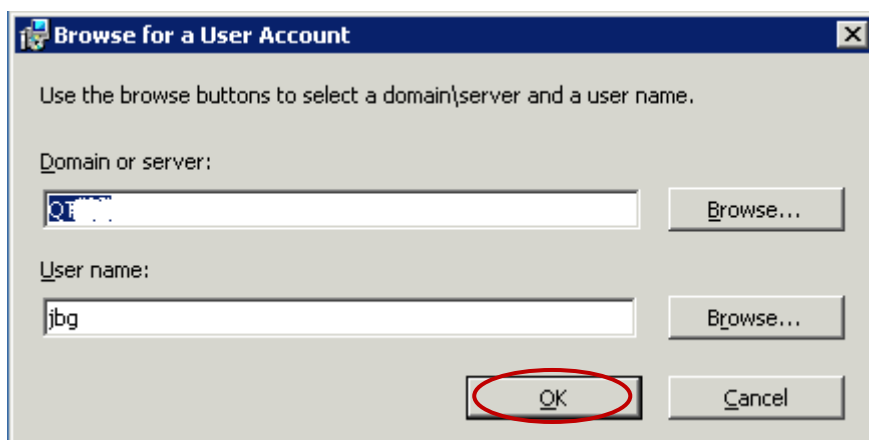 Browse for a User Account
Use the browse buttons to select a domain\server and a user name.
Domain or server:
Browse...
User name:
jbg
Browse...
OK
Cancel